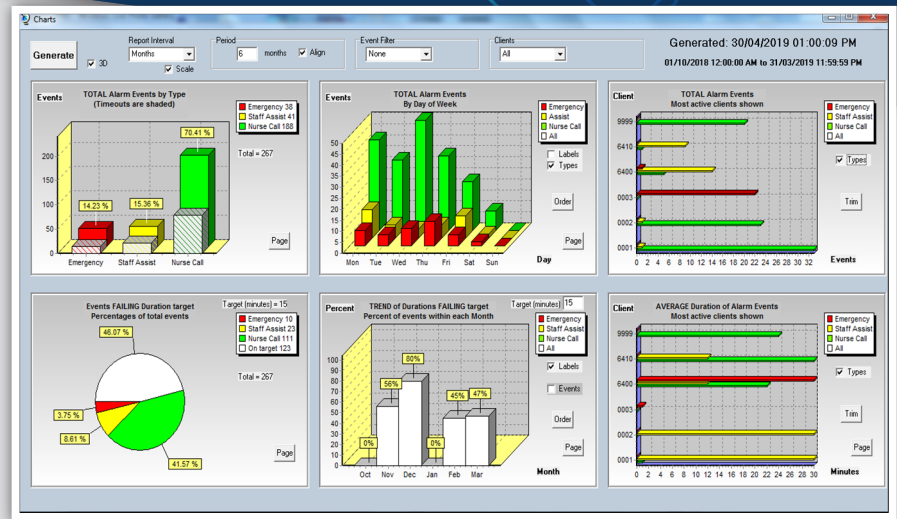 Charts
Generate
3D
Report Interval
Months
Scale
Period
6 months
Align
Event Filter
None
Clients
All
Generated: 30/04/2019 01:00:09 PM
01/10/2018 12:00:00 AM to 31/03/2019 11:59:59 PM
Events
TOTAL Alarm Events by Type
(Timeouts are shaded)
Emergency 38
Staff Assist 41
Nurse Call 188
Total = 267
70.41 %
14.23 %
15.36 %
200
150
100
50
0
Emergency Staff Assist Nurse Call
Page
Events
TOTAL Alarm Events
By Day of Week
Emergency
Assist
Nurse Call
All
Labels
Types
Order
Page
50
45
40
35
30
25
20
15
10
5
0
Mon Tue Wed Thu Fri Sat Sun
Day
Client
TOTAL Alarm Events
Most active clients shown
Emergency
Staff Assist
Nurse Call
All
Types
Trim
9999
6410
6400
0003
0002
0001
0 2 4 6 8 10 12 14 16 18 20 22 24 26 28 30 32
Events
Events FAILING Duration target
Percentages of total events
Target (minutes) = 15
Emergency 10
Staff Assist 23
Nurse Call 111
On target 123
Total = 267
46.07 %
3.75 %
8.61 %
41.57 %
Page
Percent
TREND of Durations FAILING target
Percent of events within each Month
Target (minutes) 15
Emergency
Staff Assist
Nurse Call
All
Labels
Events
Order
Page
100
90
80
70
60
50
40
30
20
10
0
0%
56%
80%
0%
45%
47%
Oct Nov Dec Jan Feb Mar
Month
Client
AVERAGE Duration of Alarm Events
Most active clients shown
Emergency
Staff Assist
Nurse Call
All
Types
Trim
Page
9999
6410
6400
0003
0002
0001
0 2 4 6 8 10 12 14 16 18 20 22 24 26 28 30
Minutes